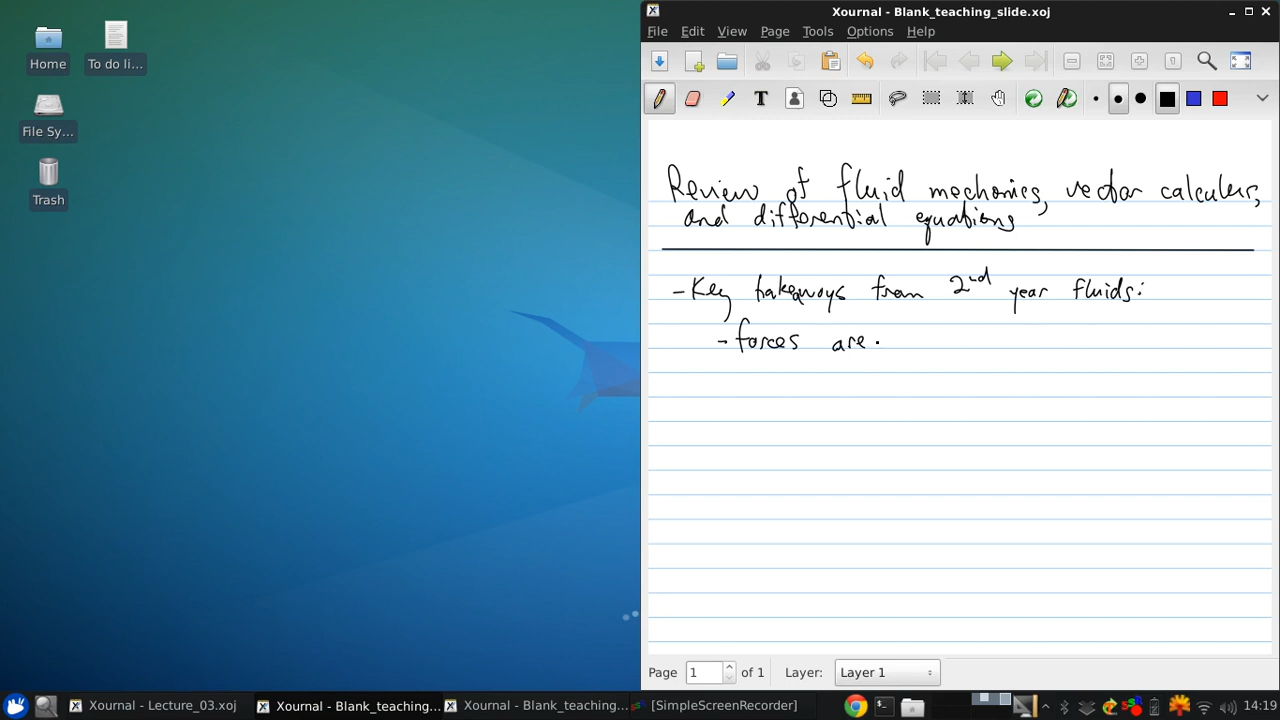 Xournal - Blank_teaching_slide.xoj
File Edit View Page Tools Options Help
Home
To do li...
File Sy...
Trash
Review of fluid mechanics, vector calculus,
and differential equations
- Key takeaways from 2nd year fluids:
- forces are
Page 1 of 1 Layer: Layer 1
Xournal - Lecture_03.xoj
Xournal - Blank_teaching...
Xournal - Blank_teaching...
[SimpleScreenRecorder]
14:19